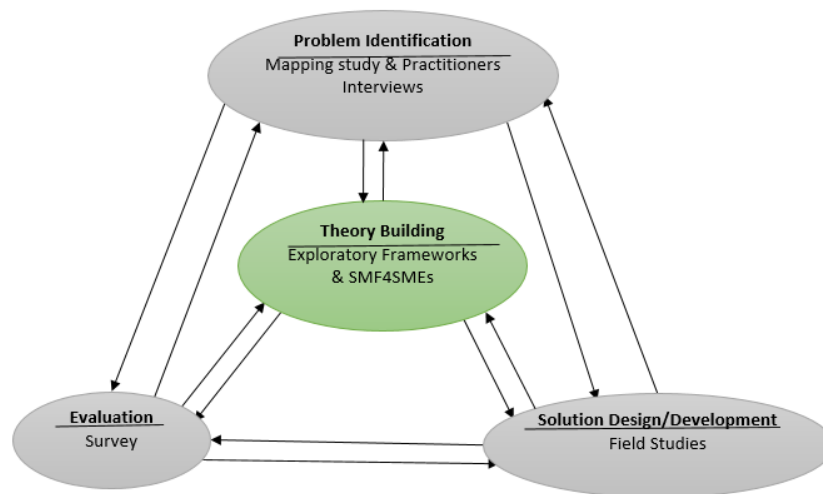 Problem Identification
Mapping study & Practitioners
Interviews
Theory Building
Exploratory Frameworks
& SMF4SMEs
Evaluation
Survey
Solution Design/Development
Field Studies